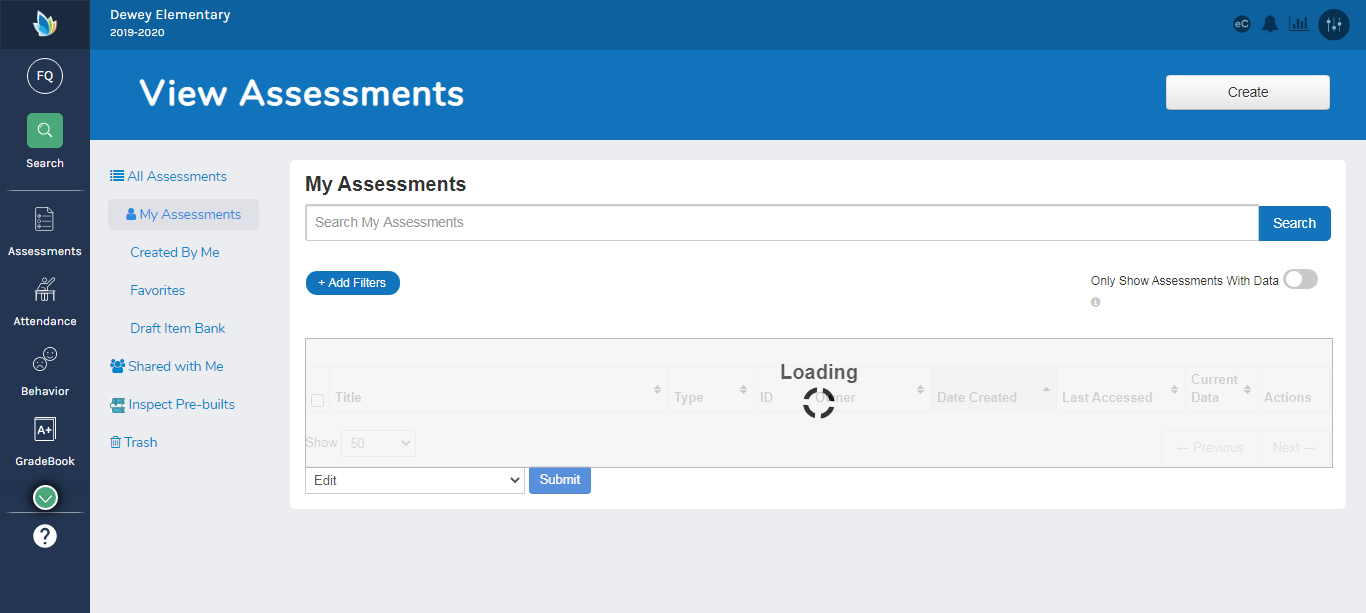 Dewey Elementary
2019-2020
eC
FQ
View Assessments
Create
Search
Assessments
Attendance
Behavior
A+
GradeBook
?
All Assessments
My Assessments
Created By Me
Favorites
Draft Item Bank
Shared with Me
Inspect Pre-builts
Trash
My Assessments
Search My Assessments
Search
+ Add Filters
Only Show Assessments With Data
Loading
Title
Type
ID
Owner
Date Created
Last Accessed
Current
Data
Actions
Show 50
← Previous
Next →
Edit
Submit